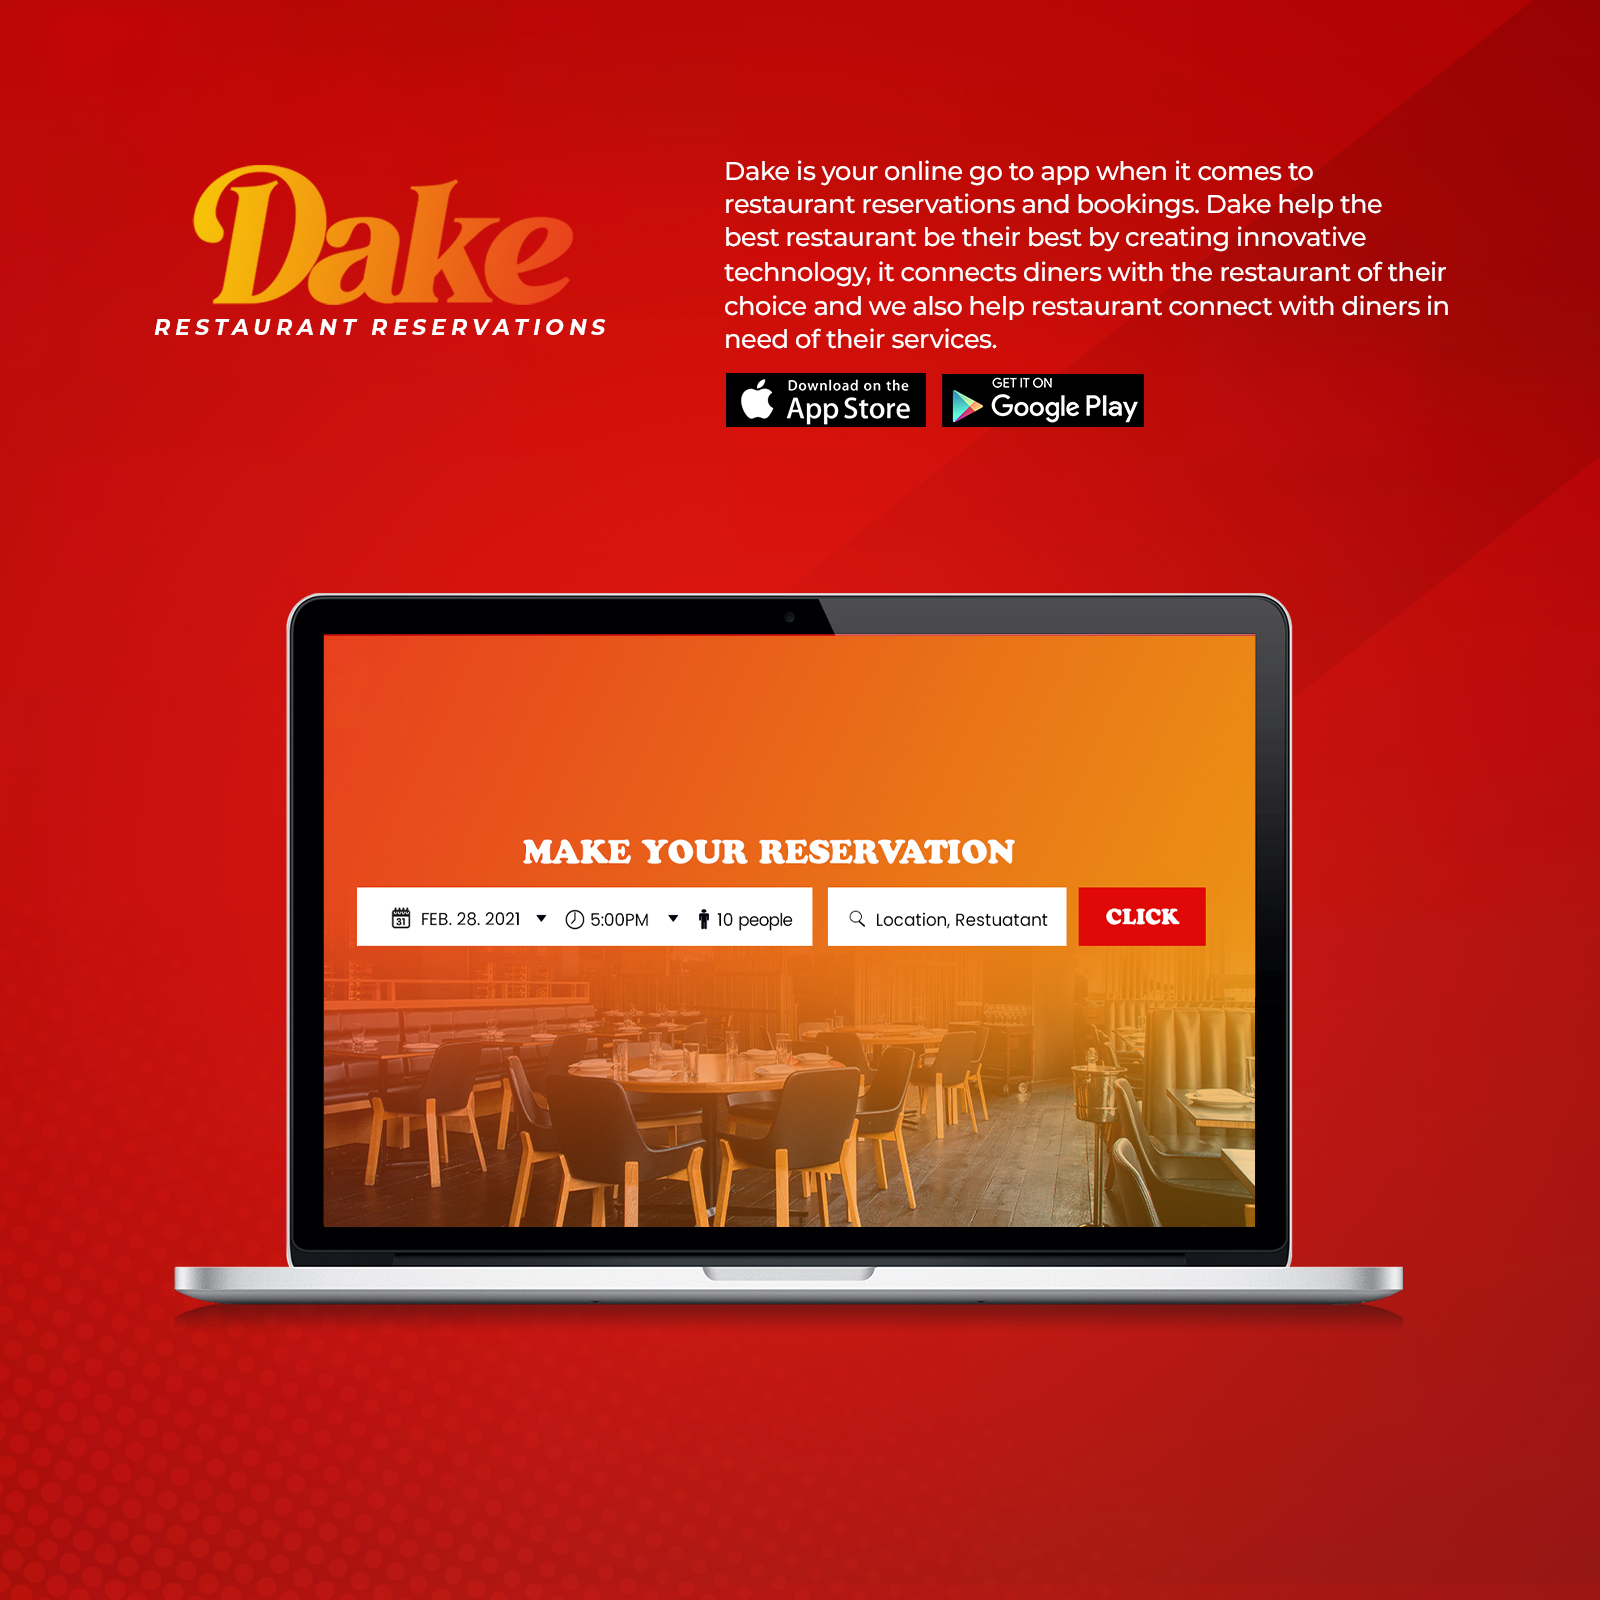 Dake
RESTAURANT RESERVATIONS
Dake is your online go to app when it comes to
restaurant reservations and bookings. Dake help the
best restaurant be their best by creating innovative
technology, it connects diners with the restaurant of their
choice and we also help restaurant connect with diners in
need of their services.
Download on the
App Store
GET IT ON
Google Play
MAKE YOUR RESERVATION
31 FEB. 28. 2021 5:00PM 10 people Location, Restuatant CLICK